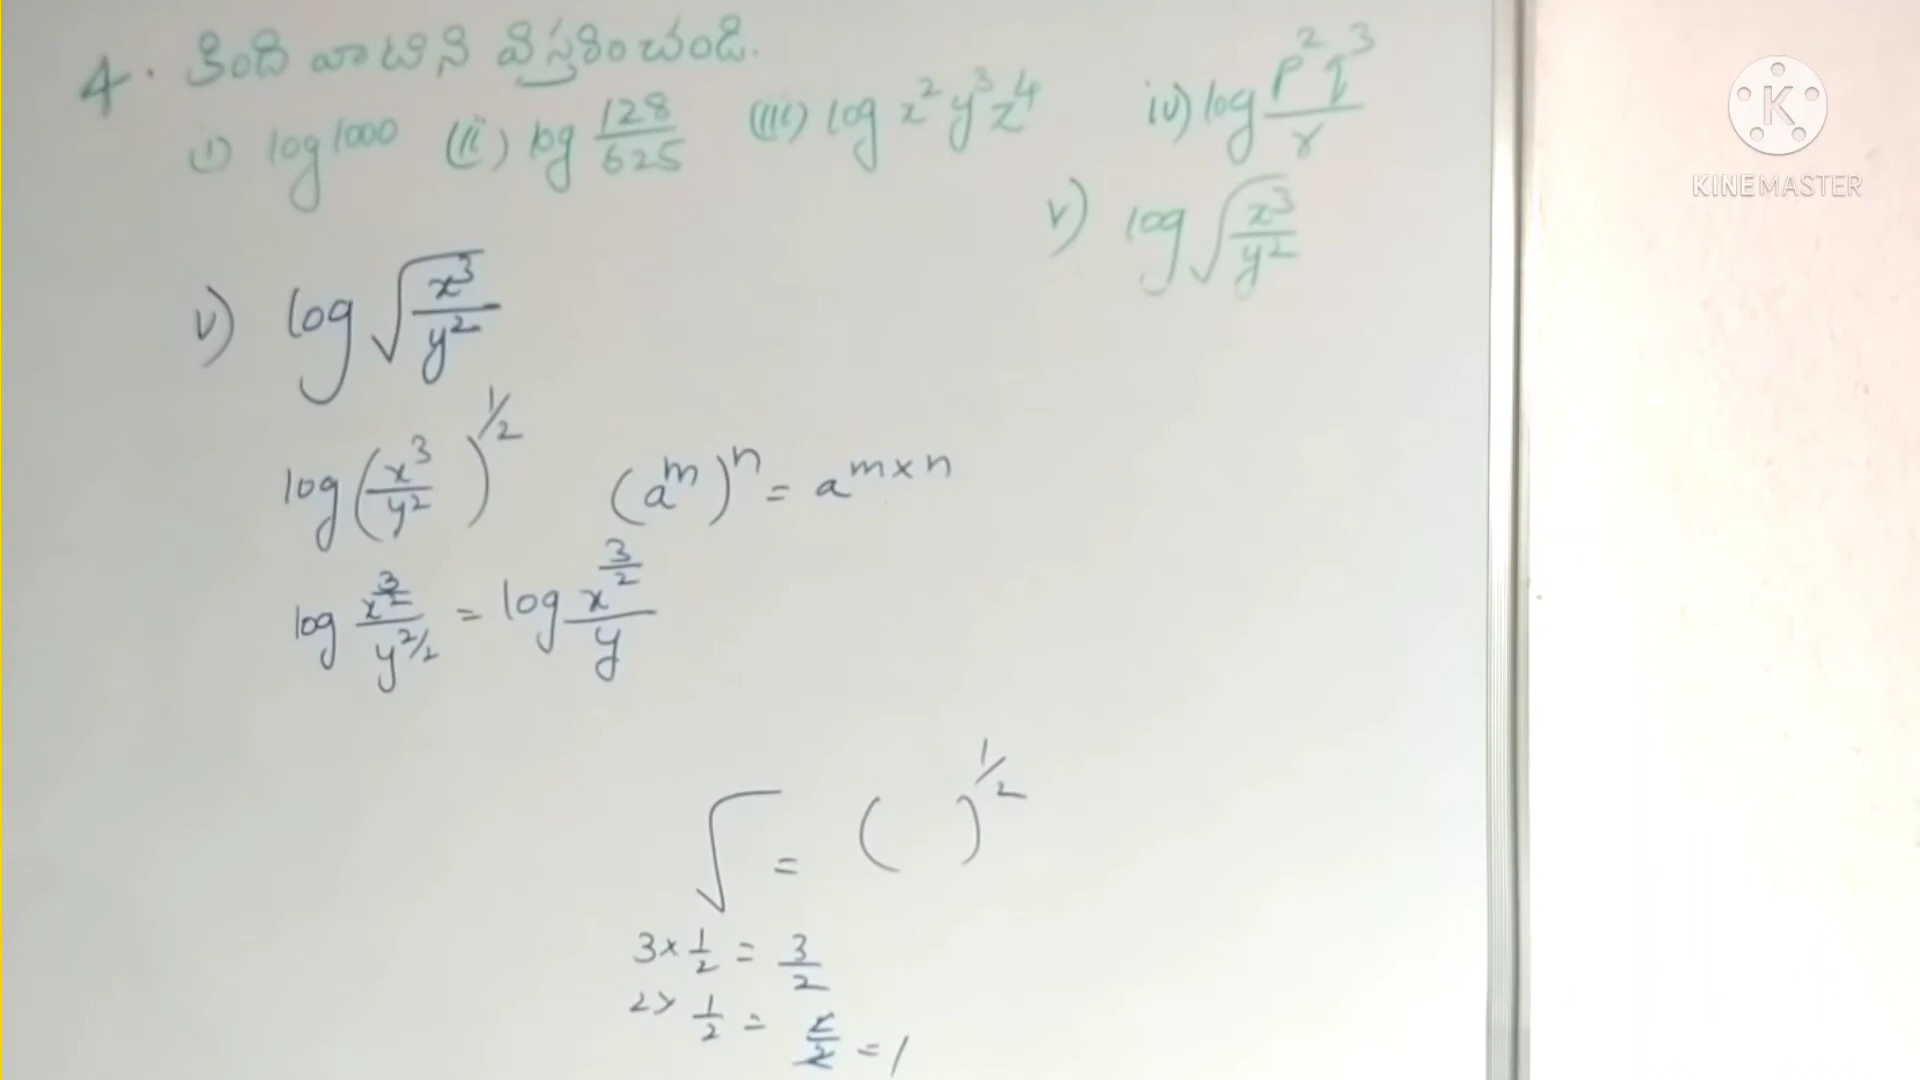 4. కింది వాటిని విస్తరించండి.
(i) log 1000 (ii) log 128/625 (iii) log x²y³z⁴ iv) log p²q³/r
v) log √(x³/y²)
v) log √(x³/y²)
log (x³/y²)^1/2 (a^m)^n = a^m×n
log x^3/2 / y^2/2 = log x^3/2 / y
√ = ( )^1/2
3 × 1/2 = 3/2
2 × 1/2 = 2/2 = 1
KINEMASTER